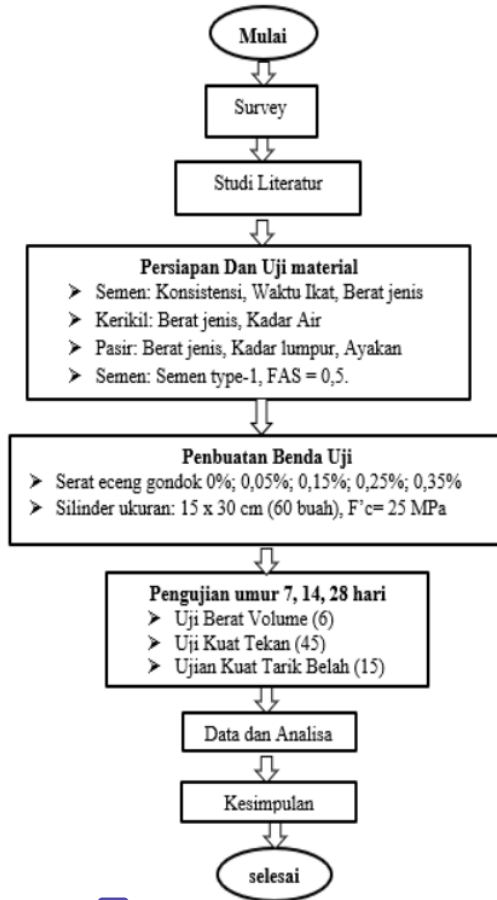 Mulai
Survey
Studi Literatur
Persiapan Dan Uji material
➤ Semen: Konsistensi, Waktu Ikat, Berat jenis
➤ Kerikil: Berat jenis, Kadar Air
➤ Pasir: Berat jenis, Kadar lumpur, Ayakan
➤ Semen: Semen type-1, FAS = 0,5.
Penbuatan Benda Uji
➤ Serat eceng gondok 0%; 0,05%; 0,15%; 0,25%; 0,35%
➤ Silinder ukuran: 15 x 30 cm (60 buah), F’c= 25 MPa
Pengujian umur 7, 14, 28 hari
➤ Uji Berat Volume (6)
➤ Uji Kuat Tekan (45)
➤ Ujian Kuat Tarik Belah (15)
Data dan Analisa
Kesimpulan
selesai